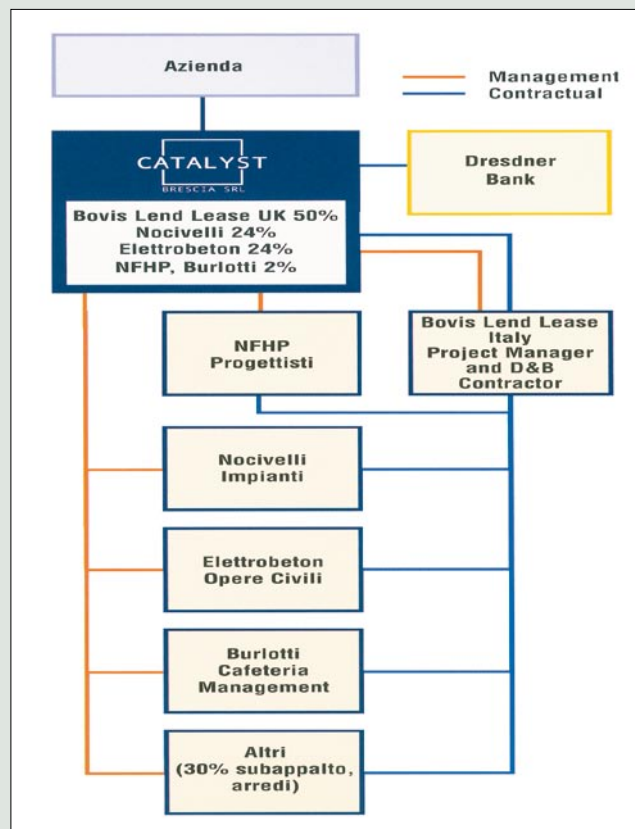 Azienda
Management
Contractual
CATALYST
BRESCIA SRL
Dresdner
Bank
Bovis Lend Lease UK 50%
Nocivelli 24%
Elettrobeton 24%
NFHP, Burlotti 2%
NFHP
Progettisti
Bovis Lend Lease
Italy
Project Manager
and D&B
Contractor
Nocivelli
Impianti
Elettrobeton
Opere Civili
Burlotti
Cafeteria
Management
Altri
(30% subappalto,
arredi)